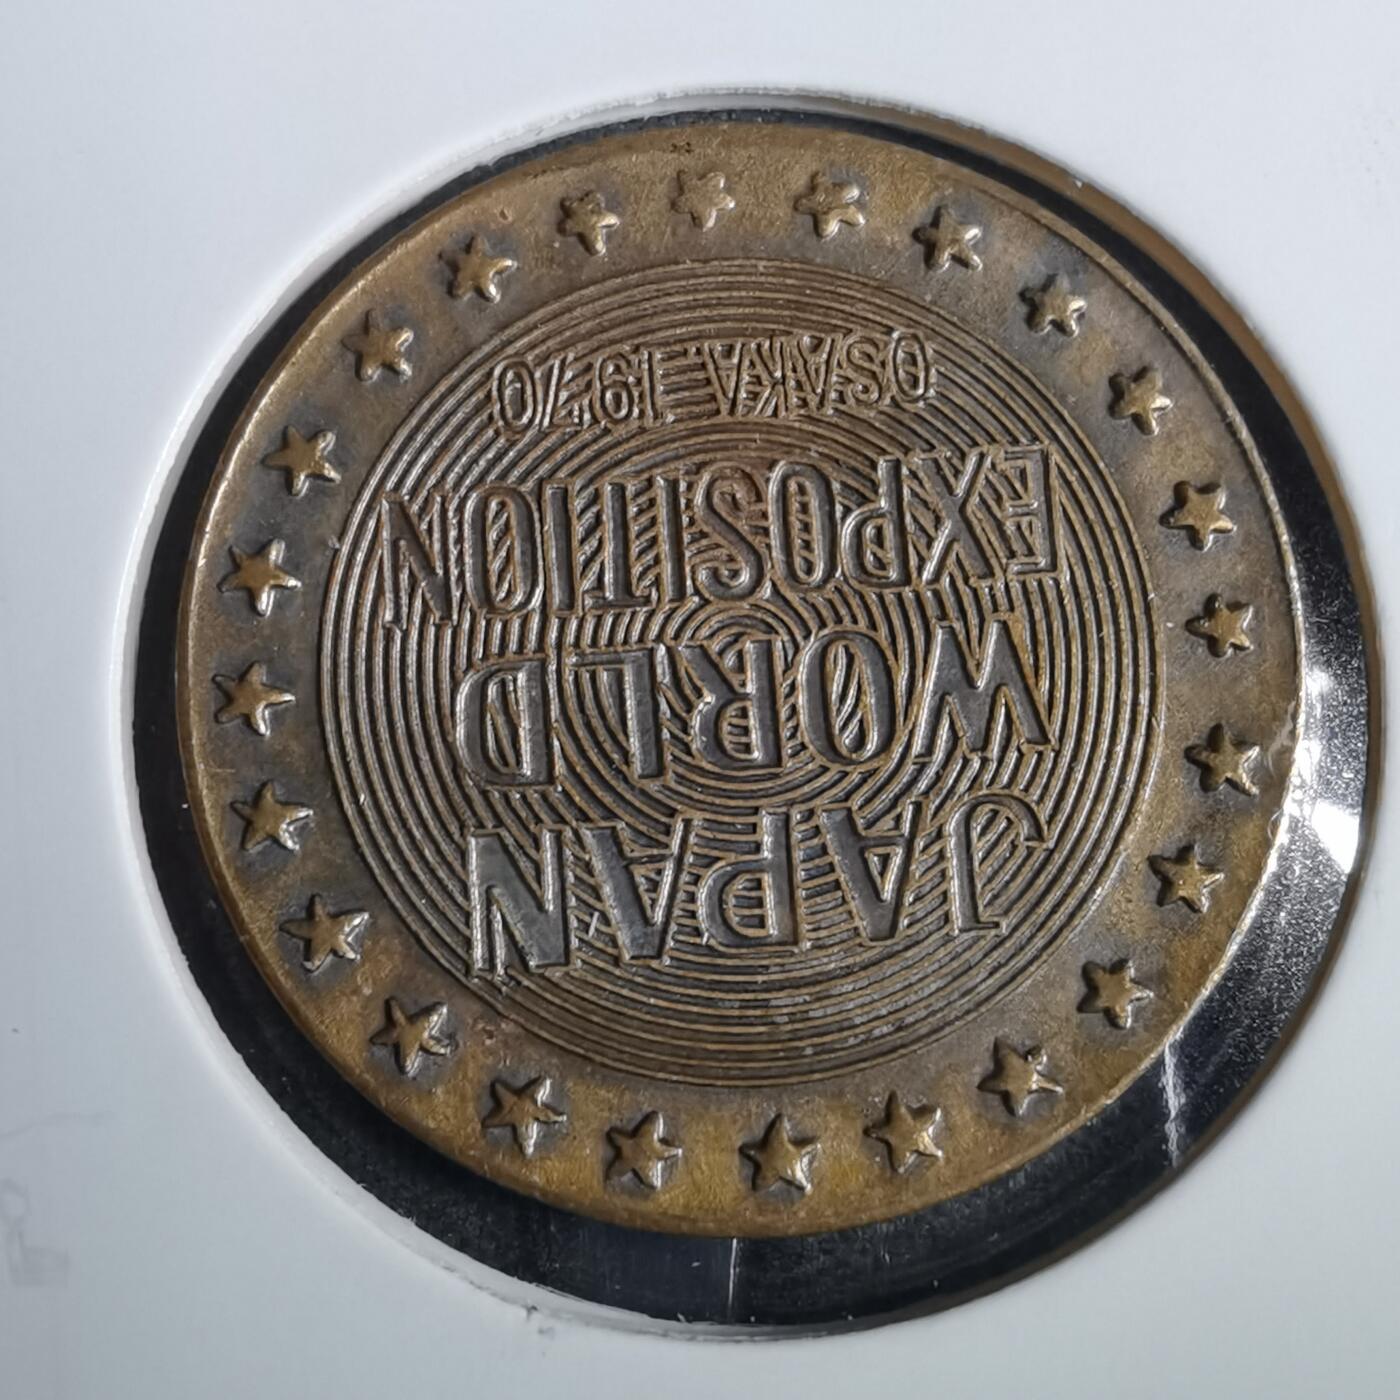 JAPAN
WORLD
EXPOSITION
OSAKA 1970